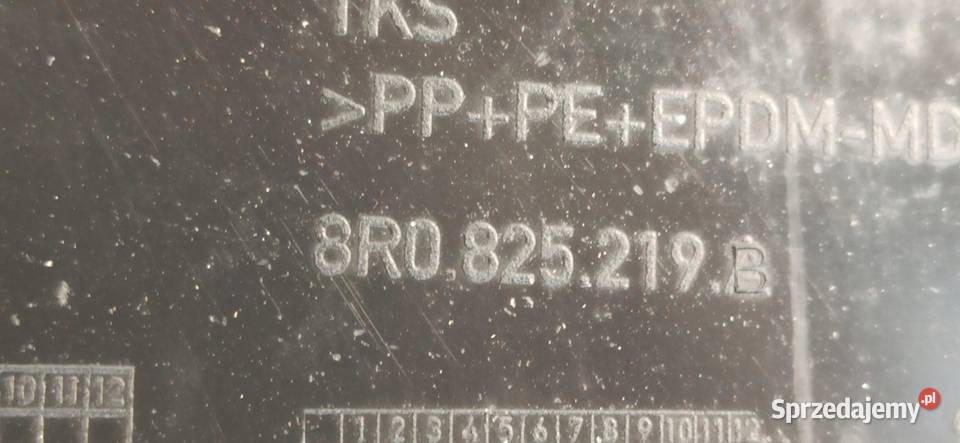 TKS
>PP+PE+EPDM-MD
8R0.825.219.B
10 11 12
1 2 3 4 5 6 7 8 9 10 11 12
Sprzedajemy.pl